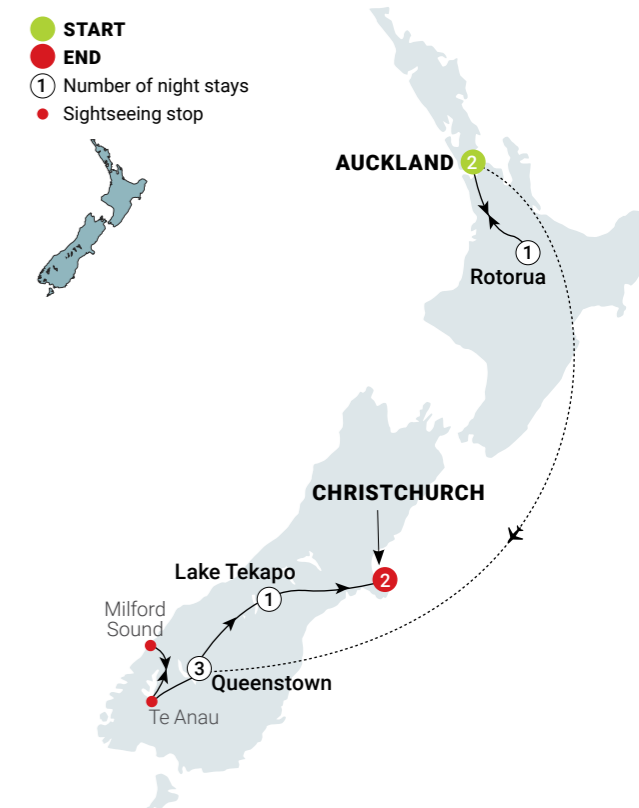 START
END
1 Number of night stays
Sightseeing stop
AUCKLAND 2
1
Rotorua
CHRISTCHURCH
2
Lake Tekapo
1
Milford
Sound
3
Queenstown
Te Anau